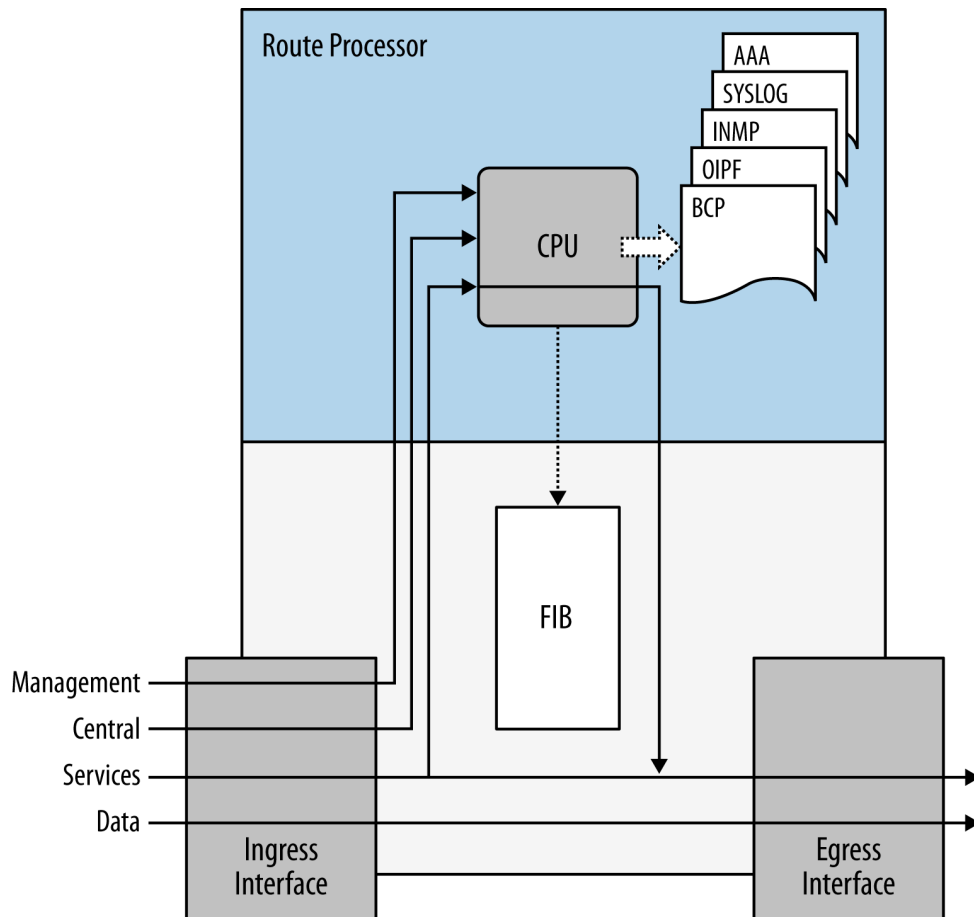 Route Processor
AAA
SYSLOG
INMP
OIPF
BCP
CPU
FIB
Management
Central
Services
Data
Ingress
Interface
Egress
Interface